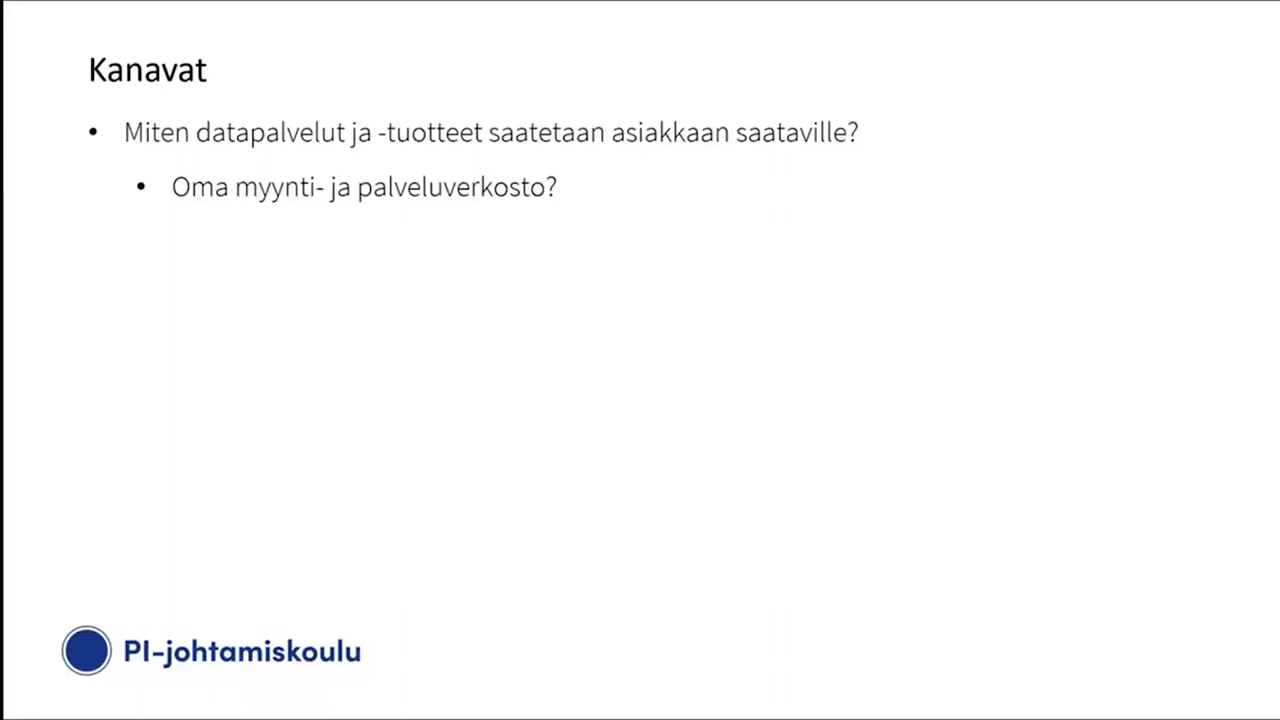 Kanavat
• Miten datapalvelut ja -tuotteet saatetaan asiakkaan saataville?
• Oma myynti- ja palveluverkosto?
PI-johtamiskoulu